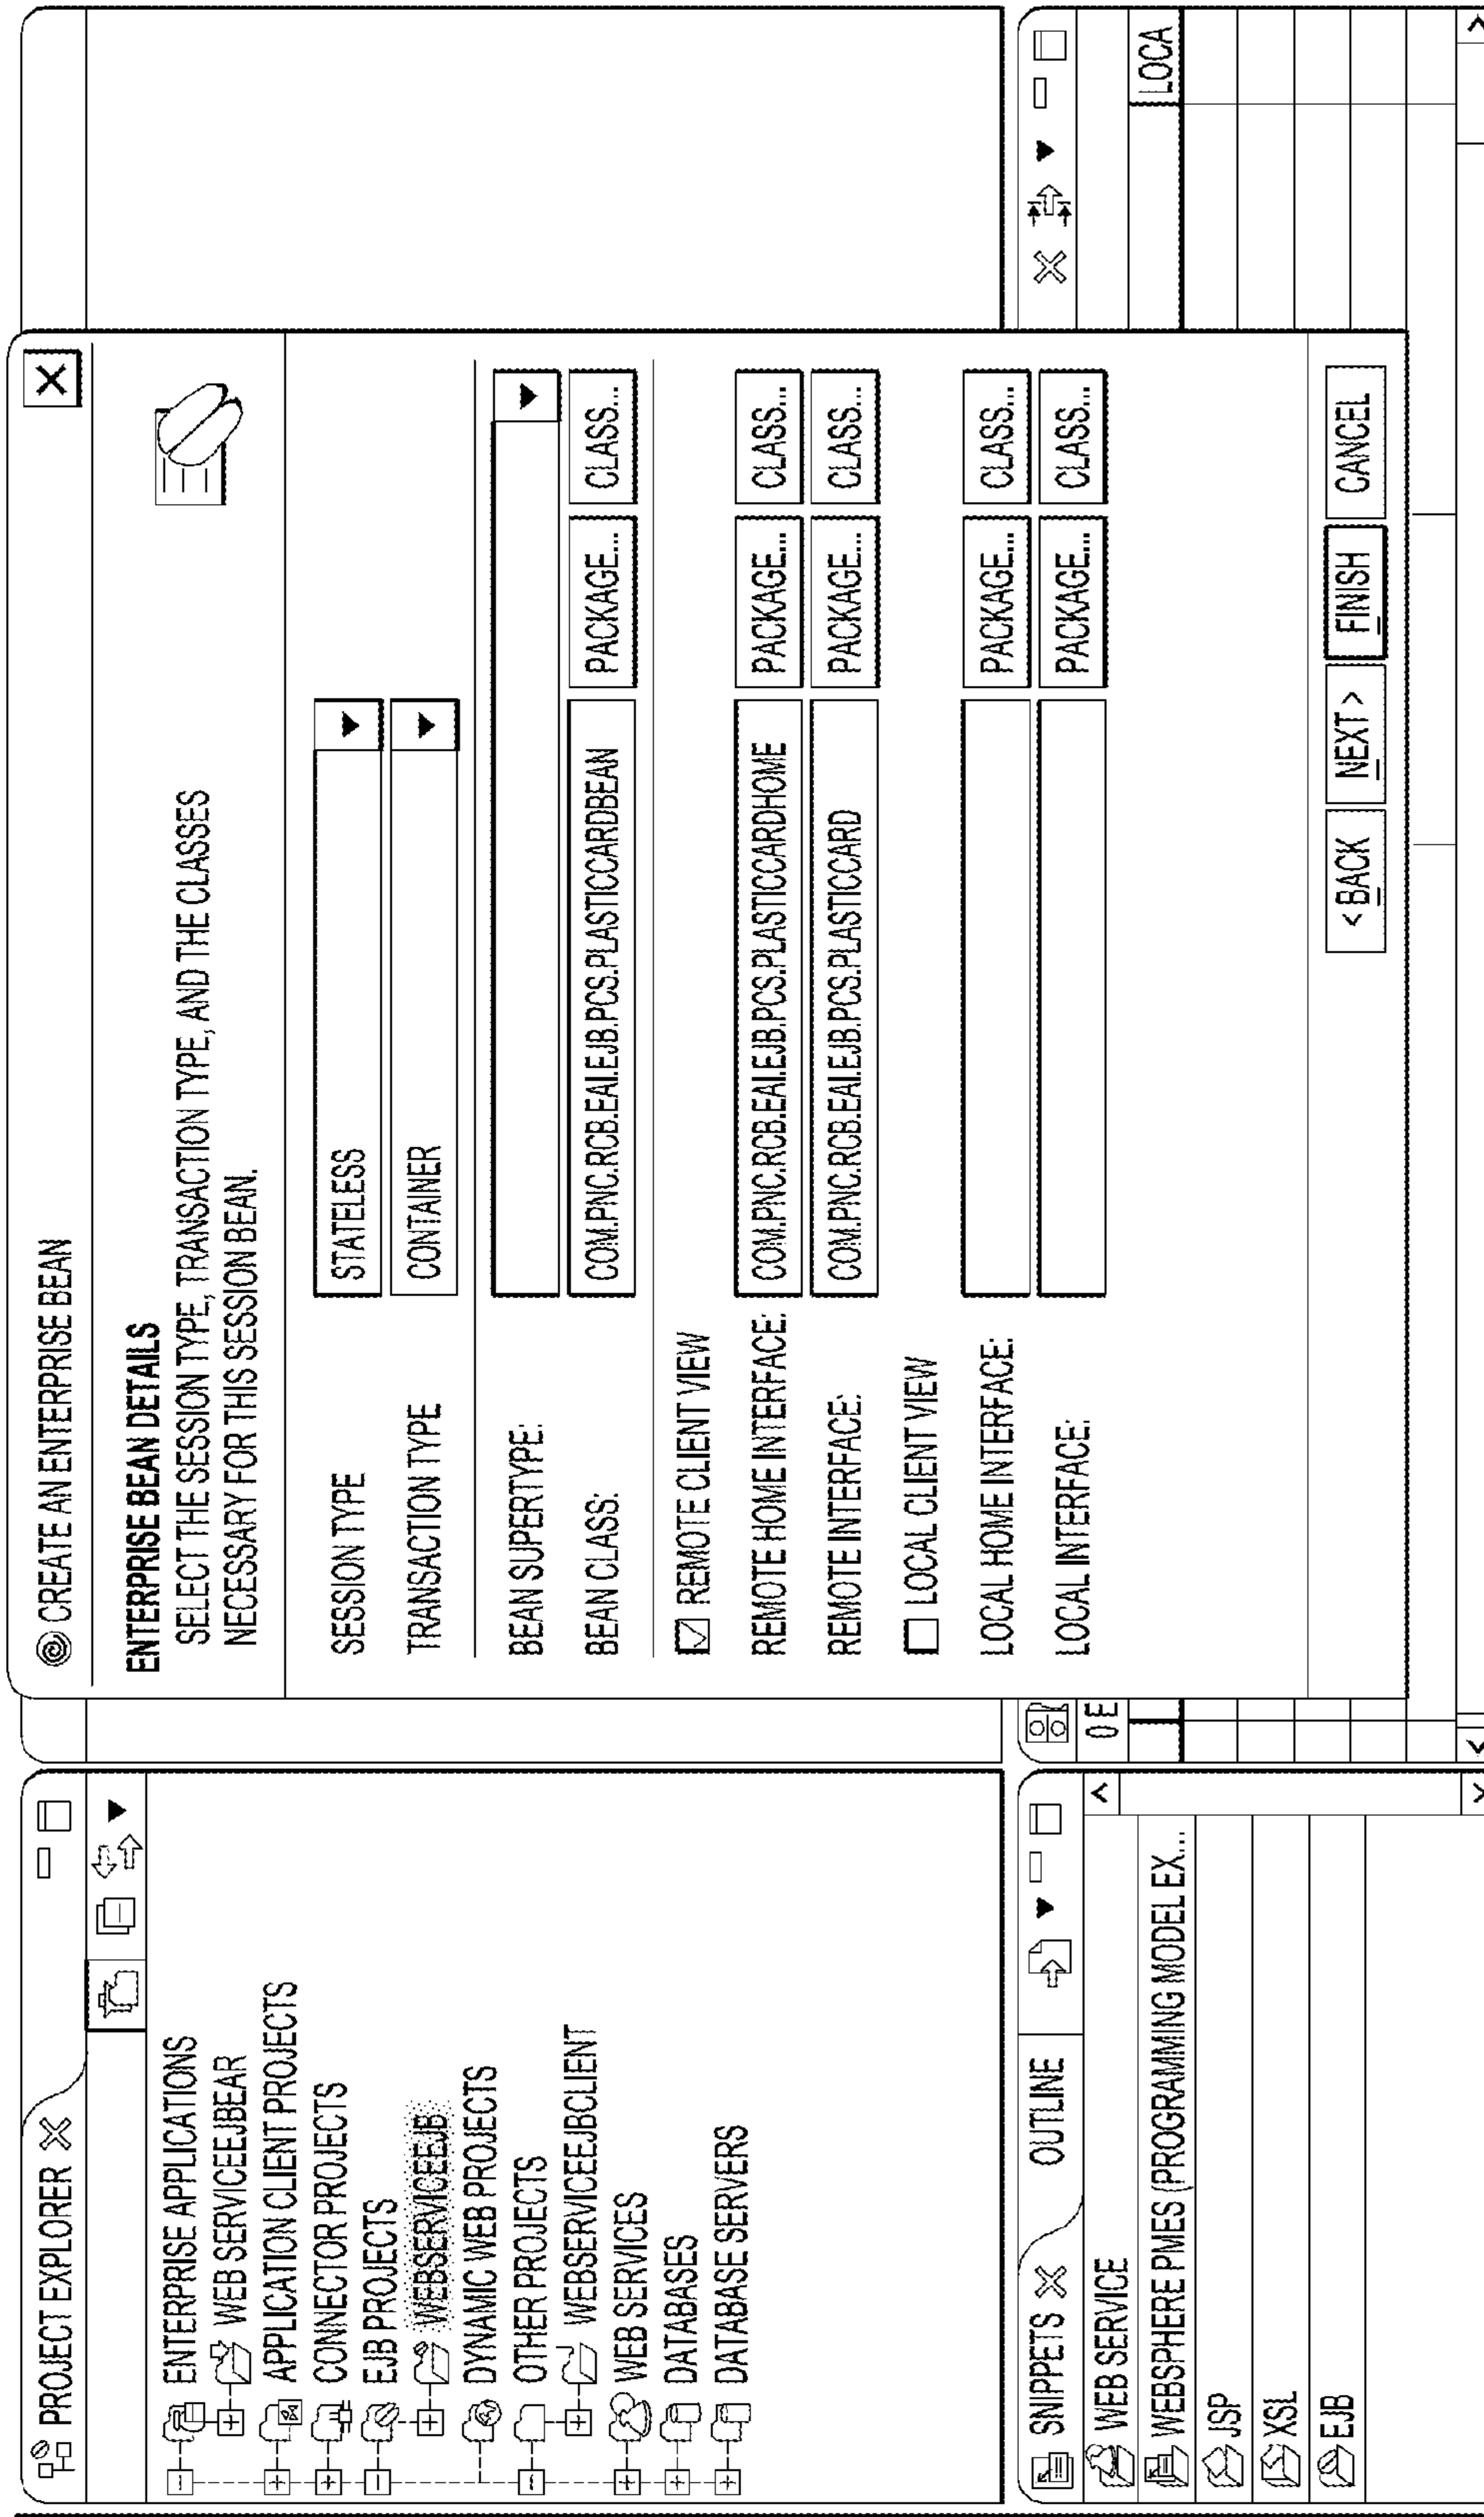 PROJECT EXPLORER
ENTERPRISE APPLICATIONS
WEB SERVICEEJBEAR
APPLICATION CLIENT PROJECTS
CONNECTOR PROJECTS
EJB PROJECTS
WEBSERVICEEJB
DYNAMIC WEB PROJECTS
OTHER PROJECTS
WEBSERVICEEJBCLIENT
WEB SERVICES
DATABASES
DATABASE SERVERS
SNIPPETS OUTLINE
WEB SERVICE
WEBSPHERE PMES (PROGRAMMING MODEL EX...
JSP
XSL
EJB
CREATE AN ENTERPRISE BEAN
ENTERPRISE BEAN DETAILS
SELECT THE SESSION TYPE, TRANSACTION TYPE, AND THE CLASSES
NECESSARY FOR THIS SESSION BEAN.
SESSION TYPE STATELESS
TRANSACTION TYPE CONTAINER
BEAN SUPERTYPE:
BEAN CLASS: COM.PNC.RCB.EAI.EJB.PCS.PLASTICCARDBEAN PACKAGE... CLASS...
REMOTE CLIENT VIEW
REMOTE HOME INTERFACE: COM.PNC.RCB.EAI.EJB.PCS.PLASTICCARDHOME PACKAGE... CLASS...
REMOTE INTERFACE: COM.PNC.RCB.EAI.EJB.PCS.PLASTICCARD PACKAGE... CLASS...
LOCAL CLIENT VIEW
LOCAL HOME INTERFACE: PACKAGE... CLASS...
LOCAL INTERFACE: PACKAGE... CLASS...
< BACK NEXT > FINISH CANCEL
0 E
LOCA